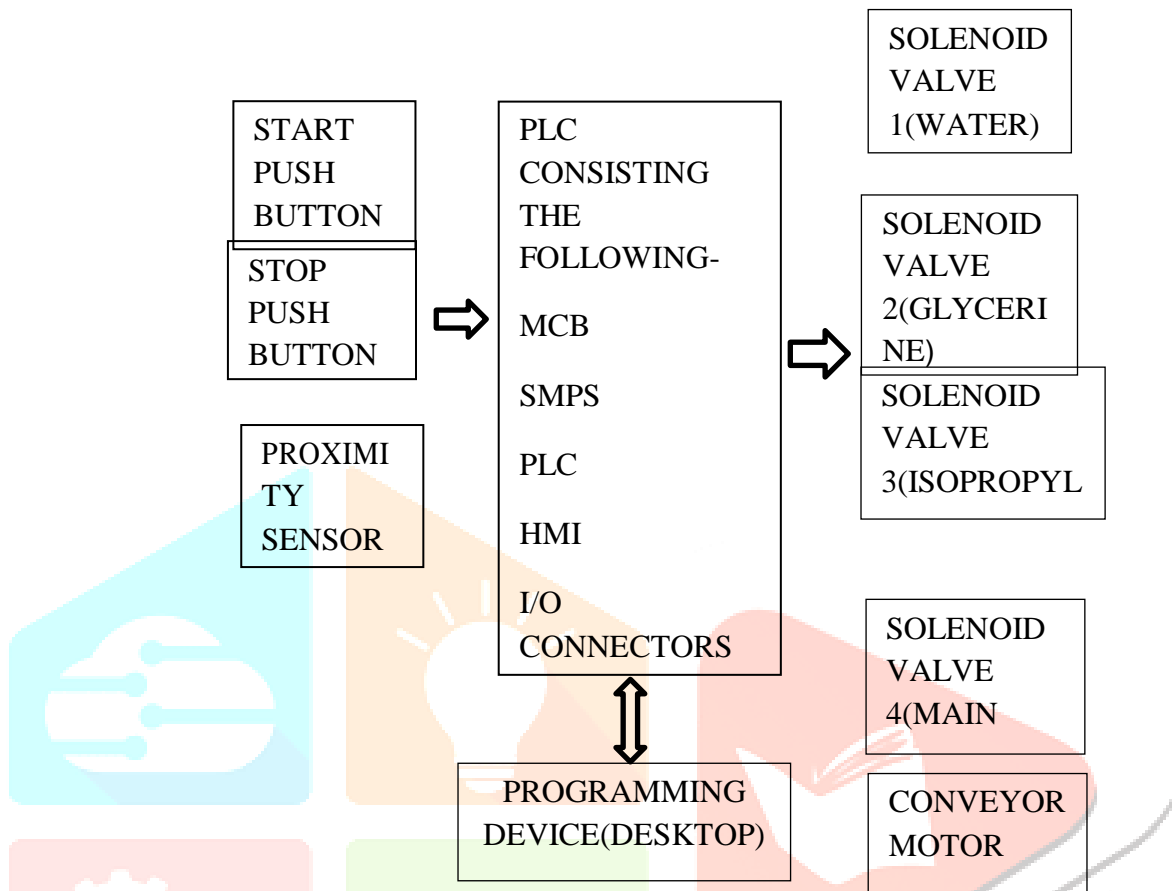 START
PUSH
BUTTON
STOP
PUSH
BUTTON
PROXIMI
TY
SENSOR
PLC
CONSISTING
THE
FOLLOWING-
MCB
SMPS
PLC
HMI
I/O
CONNECTORS
PROGRAMMING
DEVICE(DESKTOP)
SOLENOID
VALVE
1(WATER)
SOLENOID
VALVE
2(GLYCERI
NE)
SOLENOID
VALVE
3(ISOPROPYL
SOLENOID
VALVE
4(MAIN
CONVEYOR
MOTOR